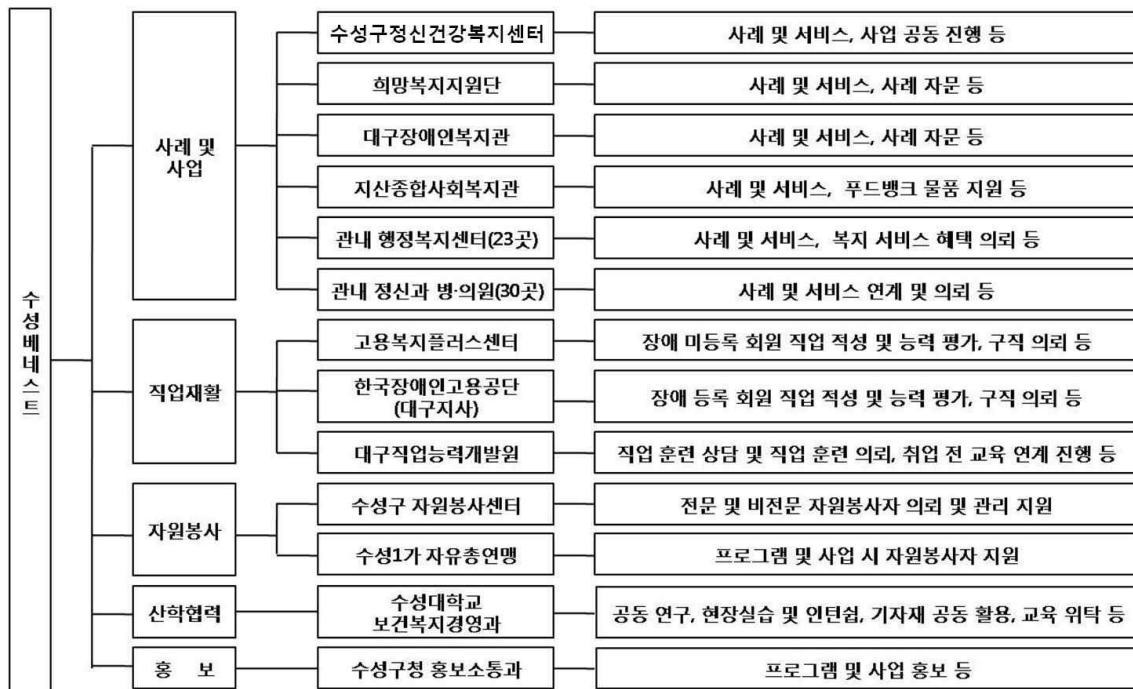 수성베네스트
사례 및
사업
수성구정신건강복지센터
사례 및 서비스, 사업 공동 진행 등
희망복지지원단
사례 및 서비스, 사례 자문 등
대구장애인복지관
사례 및 서비스, 사례 자문 등
지산종합사회복지관
사례 및 서비스, 푸드뱅크 물품 지원 등
관내 행정복지센터(23곳)
사례 및 서비스, 복지 서비스 혜택 의뢰 등
관내 정신과 병·의원(30곳)
사례 및 서비스 연계 및 의뢰 등
직업재활
고용복지플러스센터
장애 미등록 회원 직업 적성 및 능력 평가, 구직 의뢰 등
한국장애인고용공단
(대구지사)
장애 등록 회원 직업 적성 및 능력 평가, 구직 의뢰 등
대구직업능력개발원
직업 훈련 상담 및 직업 훈련 의뢰, 취업 전 교육 연계 진행 등
자원봉사
수성구 자원봉사센터
전문 및 비전문 자원봉사자 의뢰 및 관리 지원
수성1가 자유총연맹
프로그램 및 사업 시 자원봉사자 지원
산학협력
수성대학교
보건복지경영과
공동 연구, 현장실습 및 인턴쉽, 기자재 공동 활용, 교육 위탁 등
홍 보
수성구청 홍보소통과
프로그램 및 사업 홍보 등